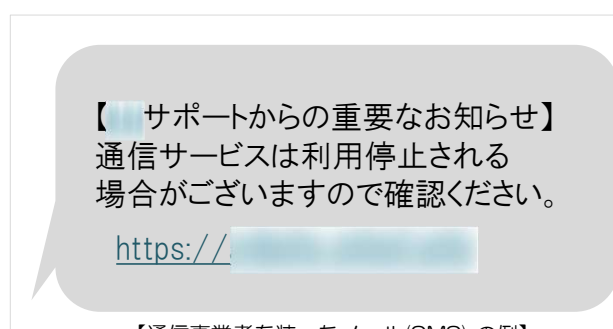 【 サポートからの重要なお知らせ】
通信サービスは利用停止される
場合がございますので確認ください。
https://
【通信事業者を装ったメール(SMS) の例】